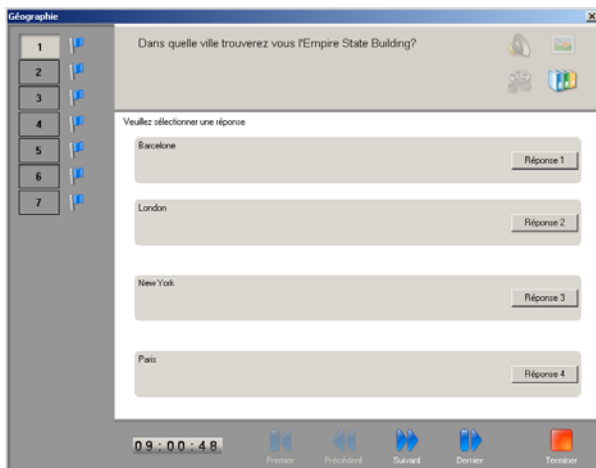 Géographie
1
2
3
4
5
6
7
Dans quelle ville trouverez vous l'Empire State Building?
Veuillez sélectionner une réponse
Barcelone
Réponse 1
London
Réponse 2
New York
Réponse 3
Paris
Réponse 4
09:00:48
Premier Précédent Suivant Dernier Terminer